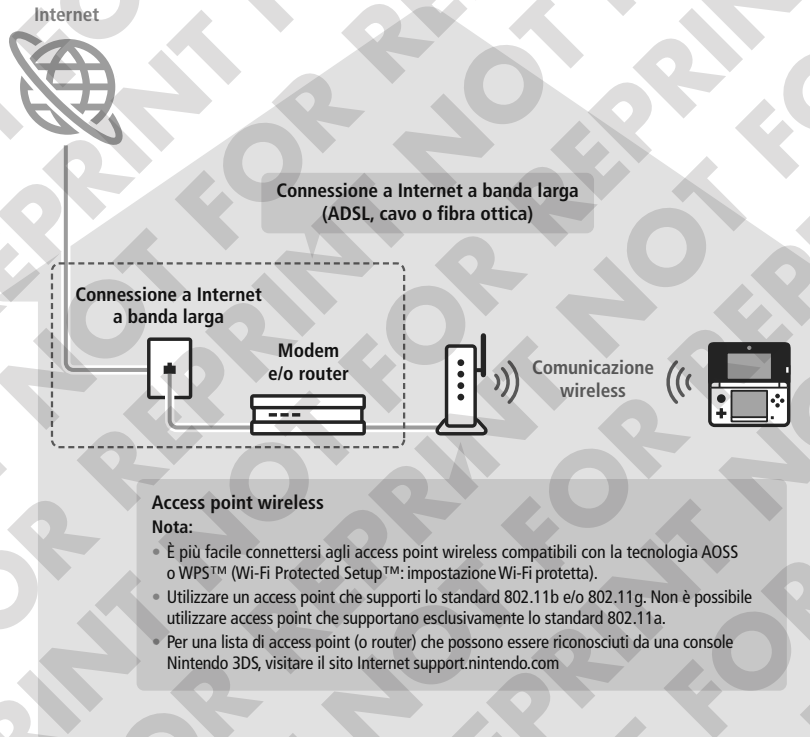 Internet
Connessione a Internet a banda larga
(ADSL, cavo o fibra ottica)
Connessione a Internet
a banda larga
Modem
e/o router
Comunicazione
wireless
Access point wireless
Nota:
• È più facile connettersi agli access point wireless compatibili con la tecnologia AOSS
o WPS™ (Wi-Fi Protected Setup™: impostazione Wi-Fi protetta).
• Utilizzare un access point che supporti lo standard 802.11b e/o 802.11g. Non è possibile
utilizzare access point che supportano esclusivamente lo standard 802.11a.
• Per una lista di access point (o router) che possono essere riconosciuti da una console
Nintendo 3DS, visitare il sito Internet support.nintendo.com
NOT FOR REPRINT